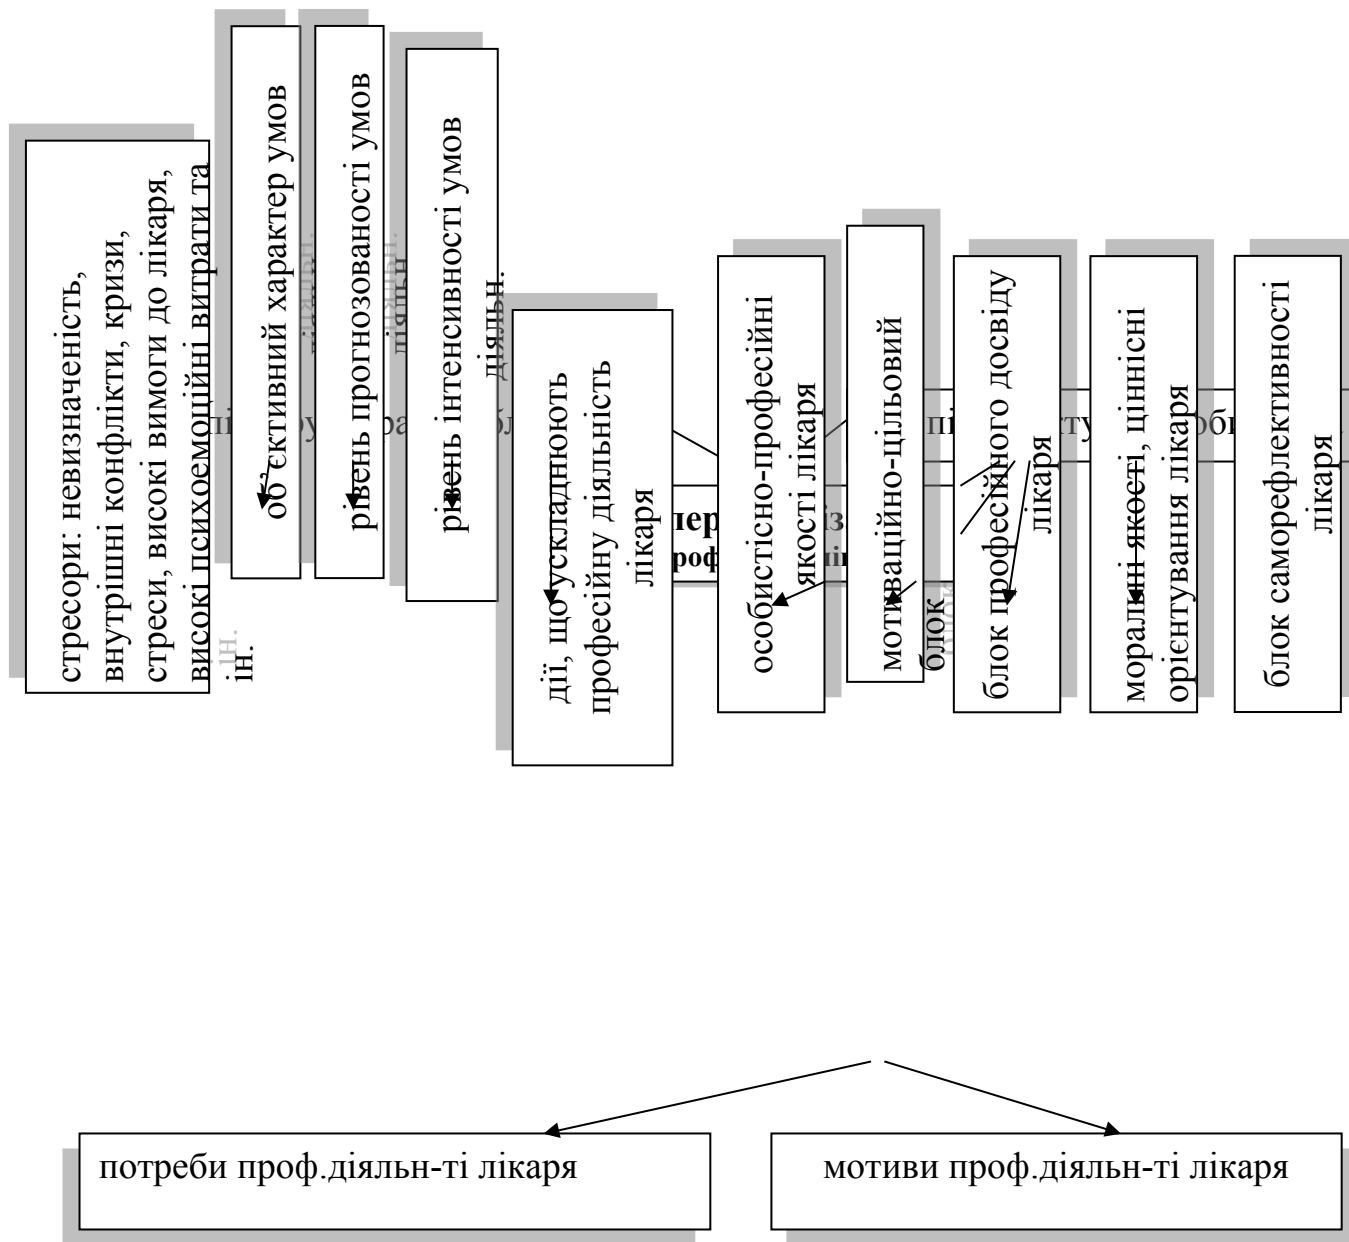 стресори: невизначеність,
внутрішні конфлікти, кризи,
стреси, високі вимоги до лікаря,
високі психоемоційні витрати та
ін.
об’єктивний характер умов
діяльн.
рівень прогнозованості умов
діяльн.
рівень інтенсивності умов
діяльн.
дії, що ускладнюють
професійну діяльність
лікаря
особистісно-професійні
якості лікаря
мотиваційно-цільовий
блок
блок професійного досвіду
лікаря
моральні якості, ціннісні
орієнтування лікаря
блок саморефлективності
лікаря
потреби проф.діяльн-ті лікаря
мотиви проф.діяльн-ті лікаря